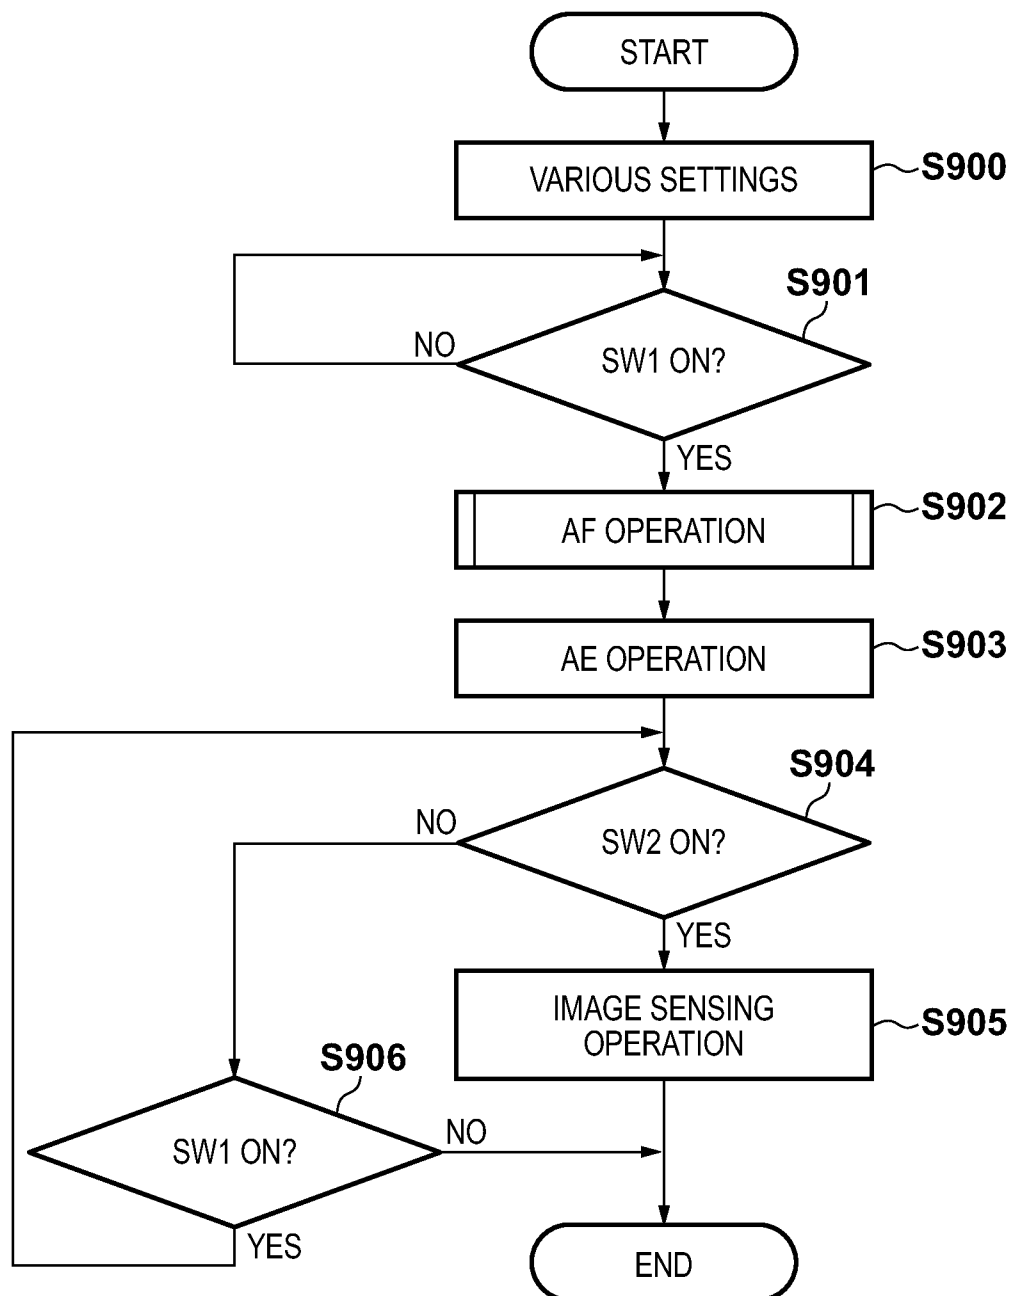 START
VARIOUS SETTINGS
S900
S901
SW1 ON?
NO
YES
AF OPERATION
S902
AE OPERATION
S903
S904
SW2 ON?
NO
YES
IMAGE SENSING
OPERATION
S905
S906
SW1 ON?
NO
YES
END